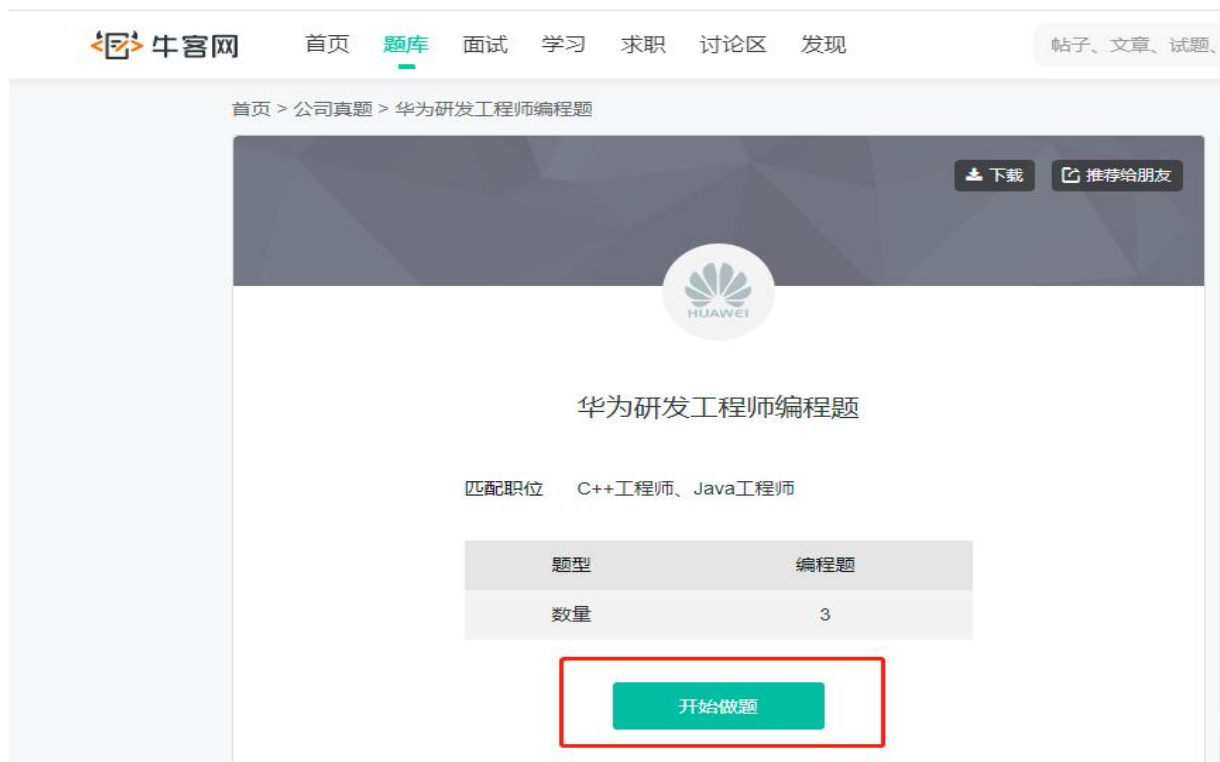 牛客网 首页 题库 面试 学习 求职 讨论区 发现 帖子、文章、试题、
首页 > 公司真题 > 华为研发工程师编程题
下载 推荐给朋友
HUAWEI
华为研发工程师编程题
匹配职位 C++工程师、Java工程师
题型 编程题
数量 3
开始做题